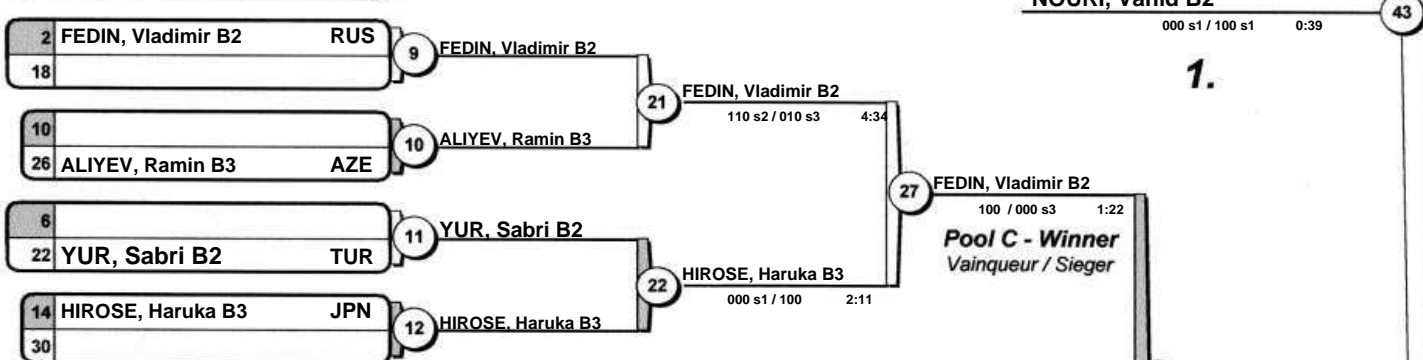 NOURI, Vahid B2
43
000 s1 / 100 s1 0:39
1.
2 FEDIN, Vladimir B2 RUS
18
9
FEDIN, Vladimir B2
21
FEDIN, Vladimir B2
110 s2 / 010 s3 4:34
10
26 ALIYEV, Ramin B3 AZE
10
ALIYEV, Ramin B3
27
FEDIN, Vladimir B2
100 / 000 s3 1:22
Pool C - Winner
Vainqueur / Sieger
6
22 YUR, Sabri B2 TUR
11
YUR, Sabri B2
22
HIROSE, Haruka B3
000 s1 / 100 2:11
14 HIROSE, Haruka B3 JPN
30
12
HIROSE, Haruka B3